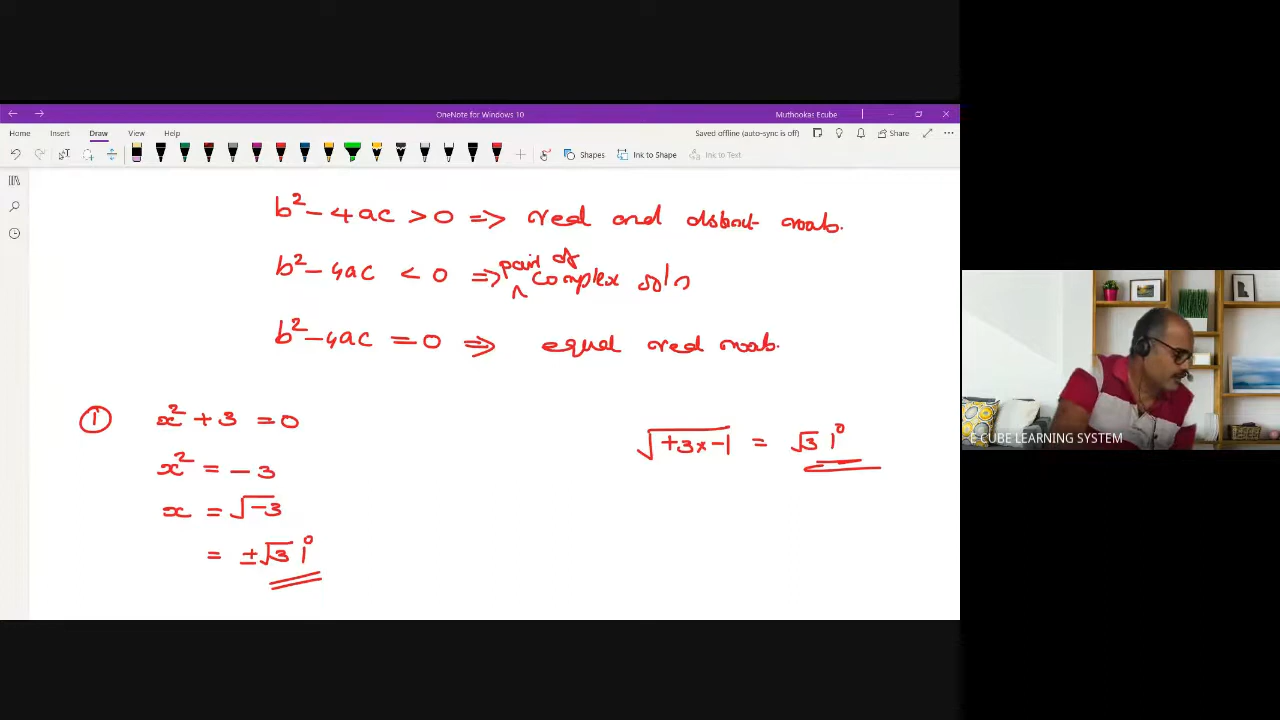 OneNote for Windows 10
Muthookas Ecube
Home Insert Draw View Help
Saved offline (auto-sync is off) Share
Shapes Ink to Shape Ink to Text
b² - 4ac > 0 => real and distinct roots.
b² - 4ac < 0 => pair of complex sol n
b² - 4ac = 0 => equal real roots.
① x² + 3 = 0
x² = -3
√+3x-1 = √3 i
x = √-3
= ±√3 i
E CUBE LEARNING SYSTEM